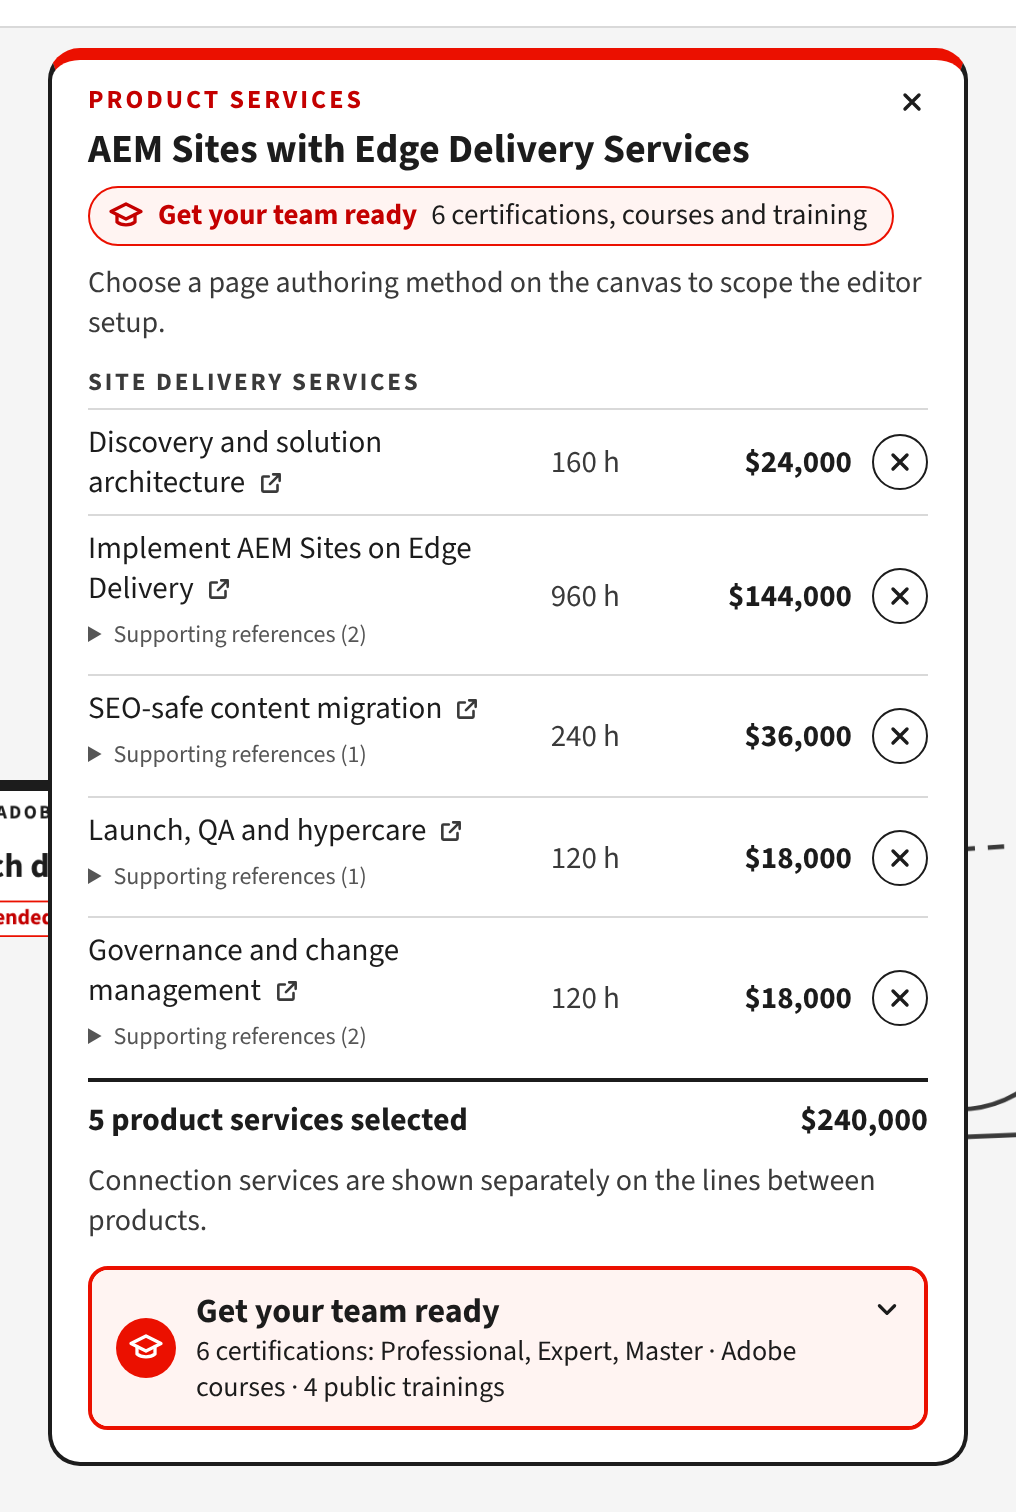 PRODUCT SERVICES
AEM Sites with Edge Delivery Services
Get your team ready 6 certifications, courses and training
Choose a page authoring method on the canvas to scope the editor
setup.
SITE DELIVERY SERVICES
Discovery and solution
architecture
160 h
$24,000
Implement AEM Sites on Edge
Delivery
960 h
$144,000
Supporting references (2)
SEO-safe content migration
240 h
$36,000
Supporting references (1)
Launch, QA and hypercare
120 h
$18,000
Supporting references (1)
Governance and change
management
120 h
$18,000
Supporting references (2)
5 product services selected
$240,000
Connection services are shown separately on the lines between
products.
Get your team ready
6 certifications: Professional, Expert, Master · Adobe
courses · 4 public trainings